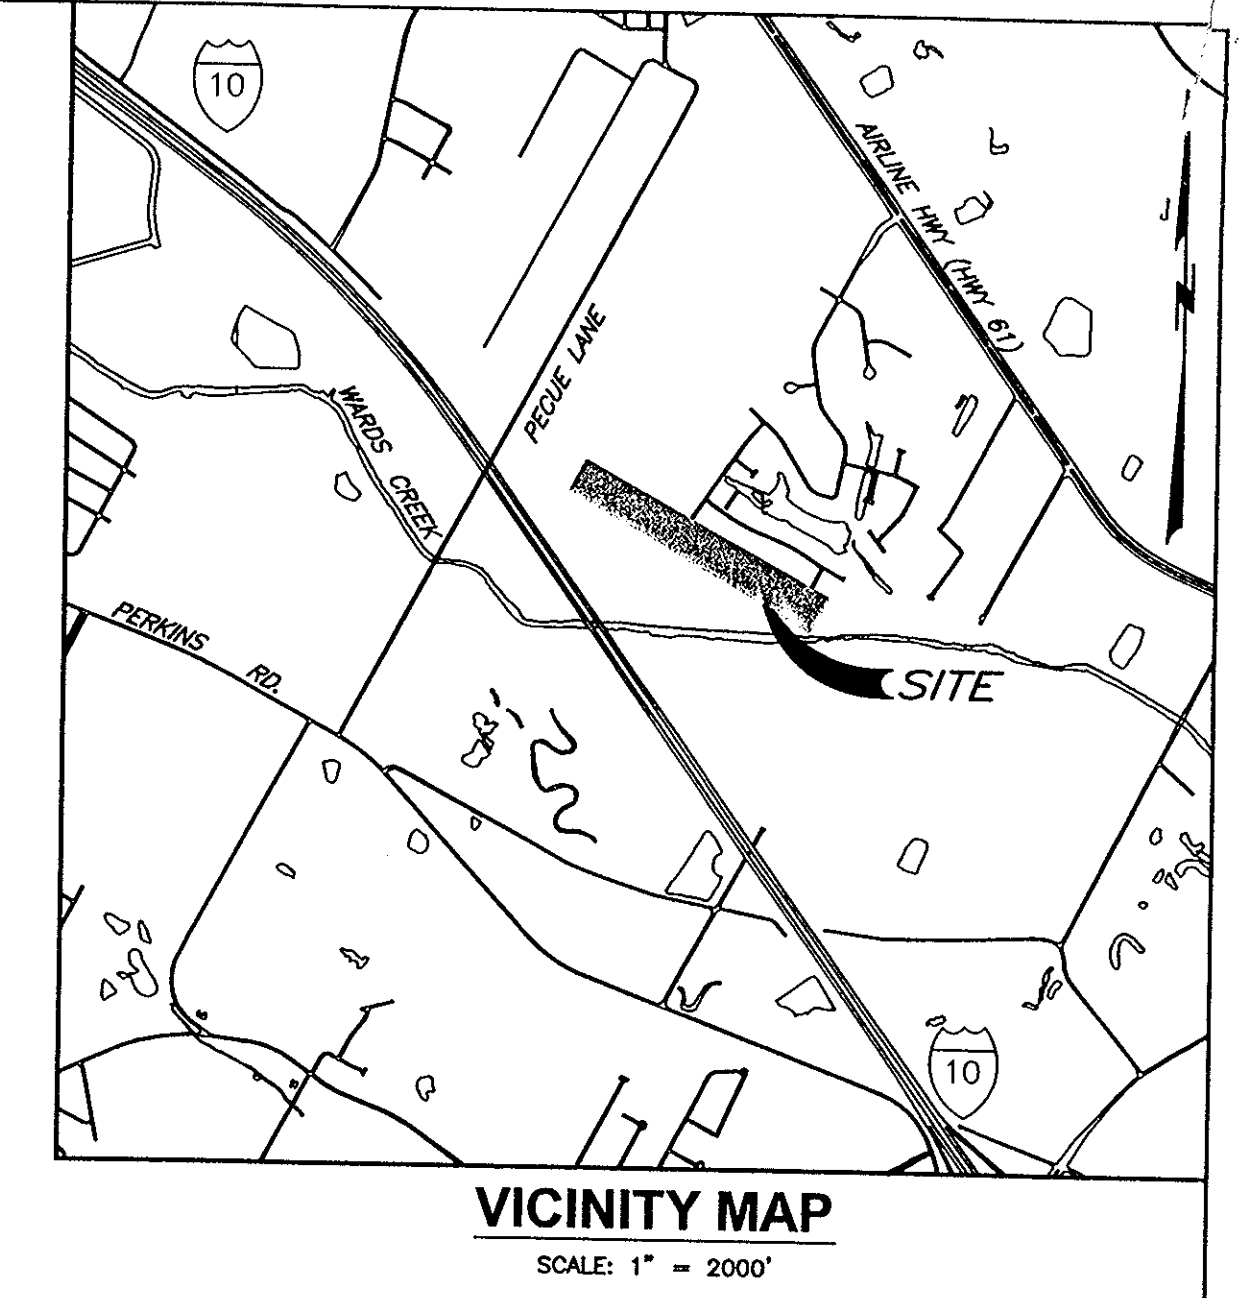 10
AIRLINE HWY (HWY 61)
PECUE LANE
WARDS CREEK
PERKINS RD.
SITE
10
VICINITY MAP
SCALE: 1" = 2000'